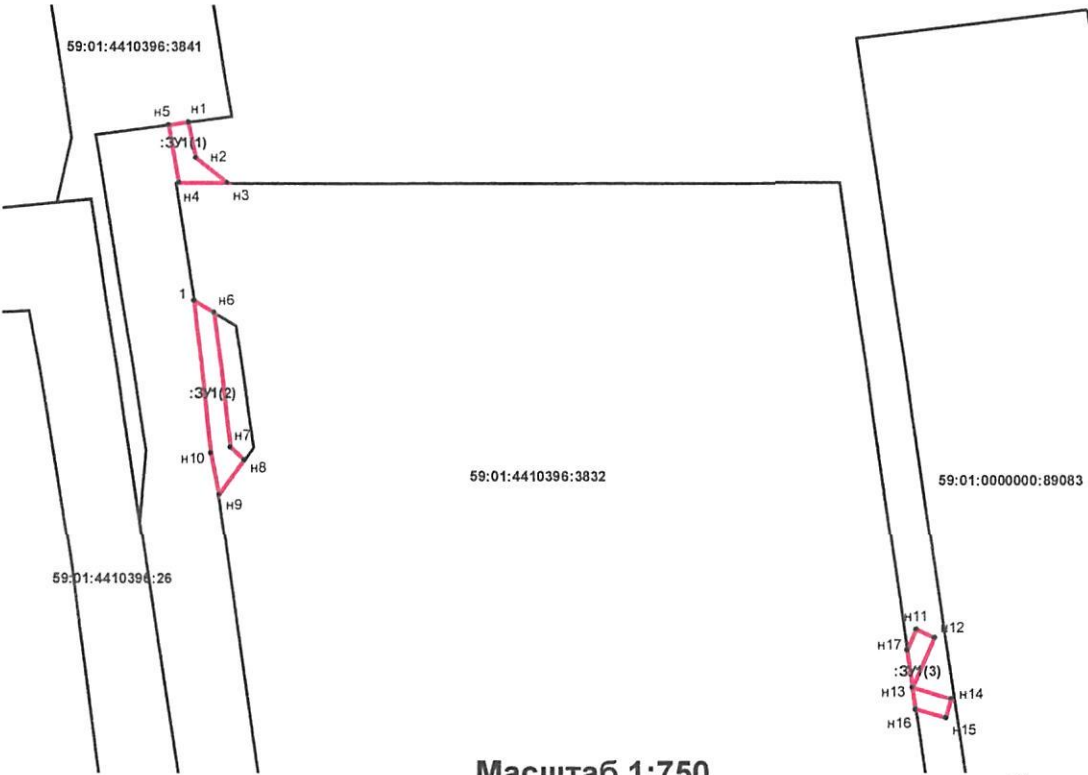 59:01:4410396:3841
н5
н1
:ЗУ1(1)
н2
н4
н3
1
н6
:ЗУ1(2)
н7
н10
н8
59:01:4410396:3832
59:01:0000000:89083
н9
59:01:4410396:26
н11
н12
н17
:ЗУ1(3)
н13
н14
н16
н15
Масштаб 1:750